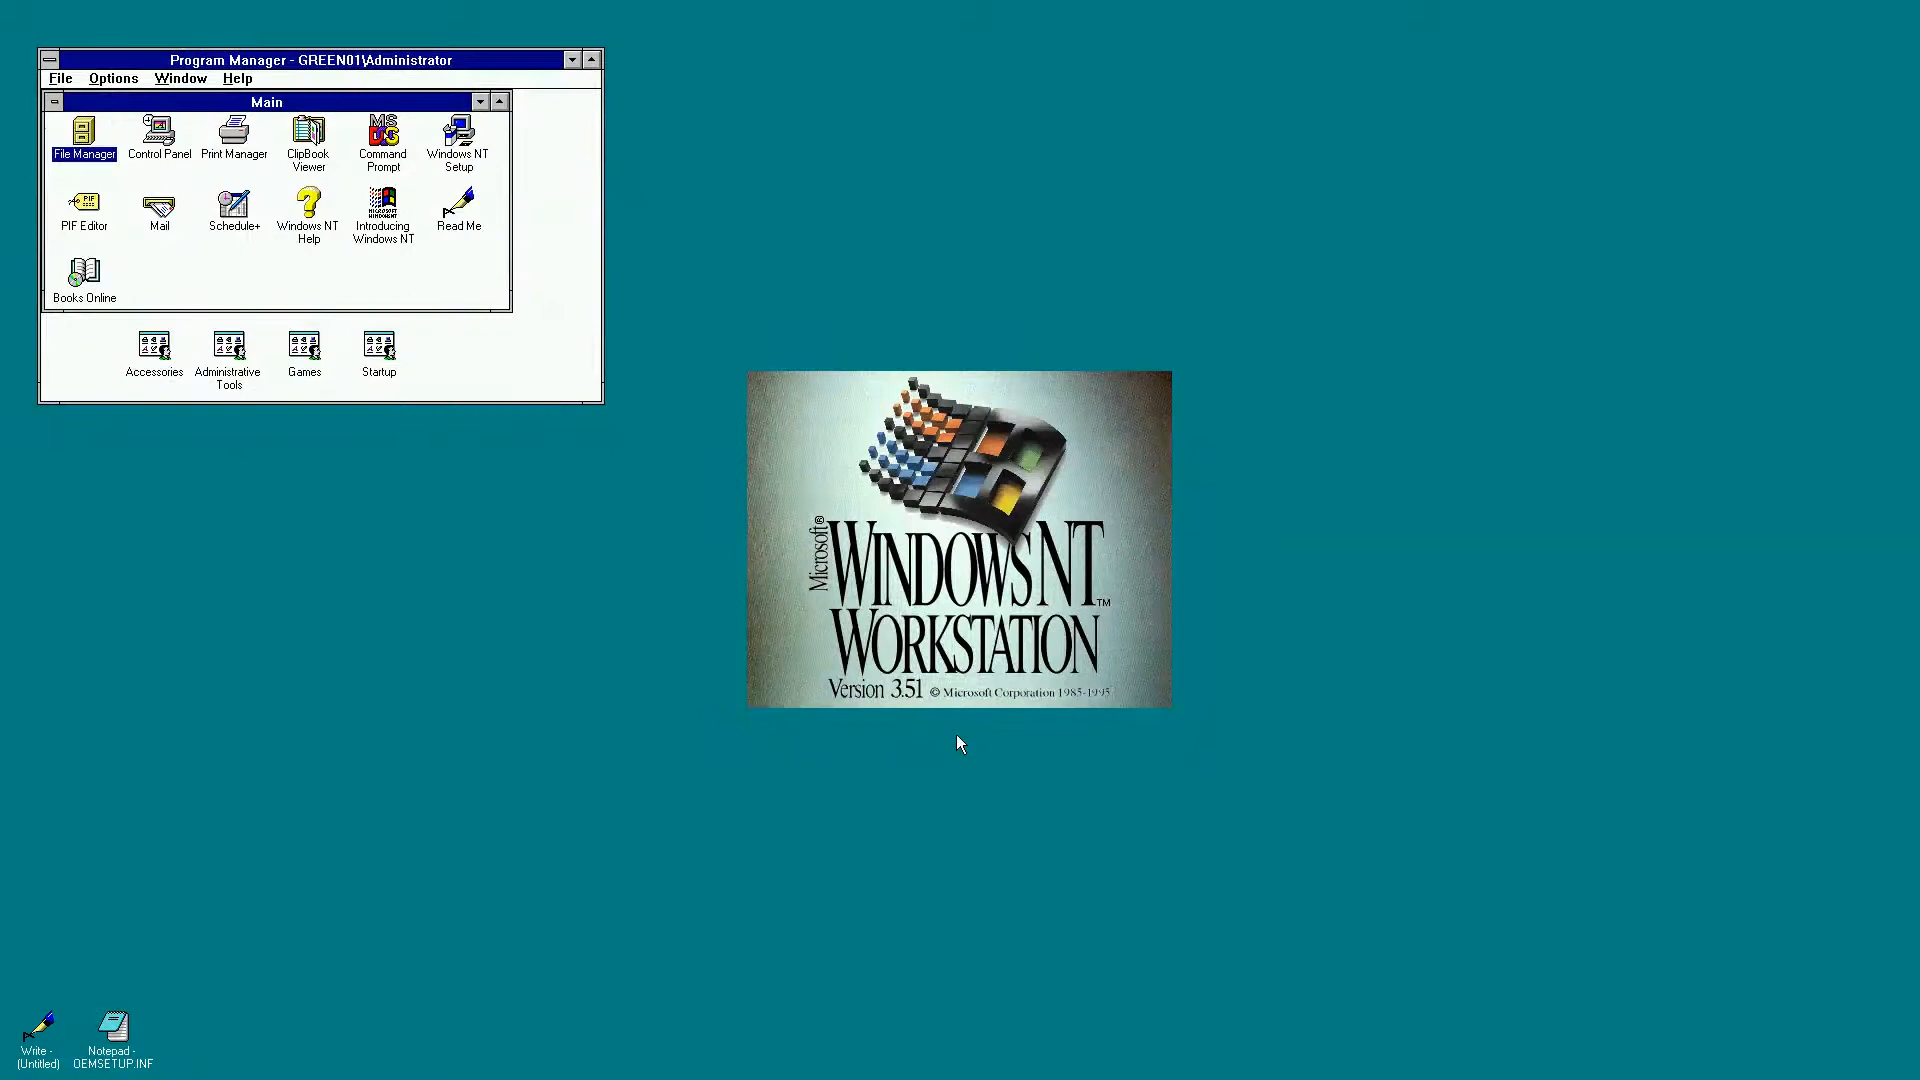 Program Manager - GREEN01\Administrator
File Options Window Help
Main
File Manager
Control Panel
Print Manager
ClipBook
Viewer
Command
Prompt
Windows NT
Setup
PIF Editor
Mail
Schedule+
Windows NT
Help
Introducing
Windows NT
Read Me
Books Online
Accessories
Administrative
Tools
Games
Startup
Microsoft®
WINDOWS NT™
WORKSTATION
Version 3.51 © Microsoft Corporation 1985-1995
Write -
(Untitled)
Notepad -
OEMSETUP.INF